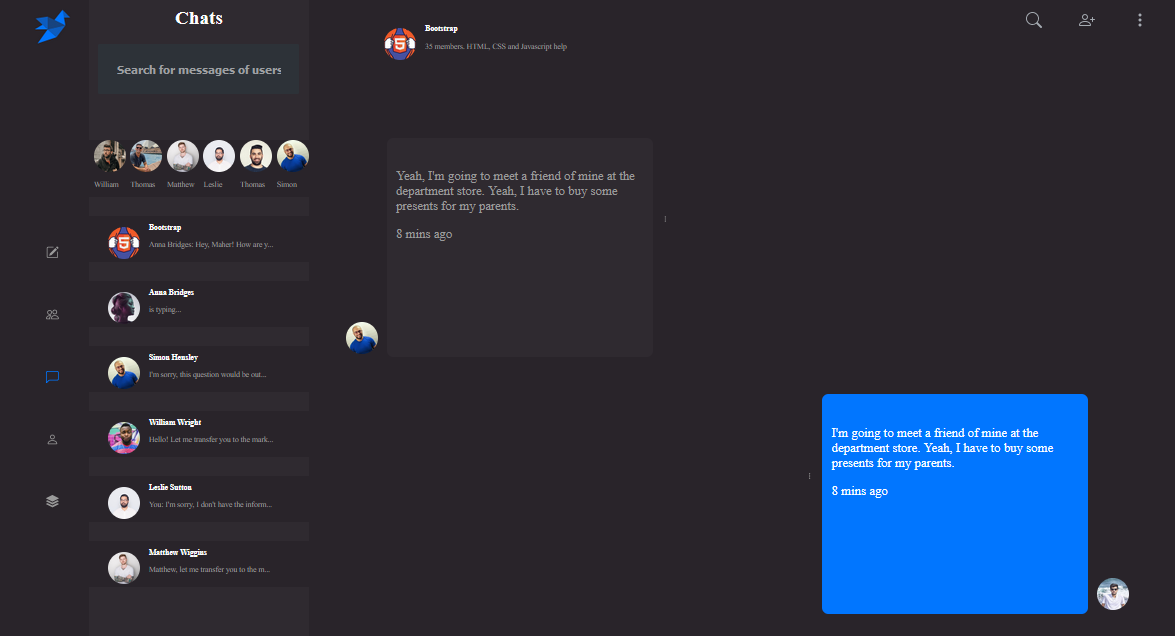 Chats
Search for messages of users
William Thomas Matthew Leslie Thomas Simon
Bootstrap
Anna Bridges: Hey, Maher! How are y...
Anna Bridges
is typing...
Simon Hensley
I'm sorry, this question would be out...
William Wright
Hello! Let me transfer you to the mark...
Leslie Sutton
You: I'm sorry, I don't have the inform...
Matthew Wiggins
Matthew, let me transfer you to the m...
Bootstrap
35 members. HTML, CSS and Javascript help
Yeah, I'm going to meet a friend of mine at the
department store. Yeah, I have to buy some
presents for my parents.
8 mins ago
I'm going to meet a friend of mine at the
department store. Yeah, I have to buy some
presents for my parents.
8 mins ago